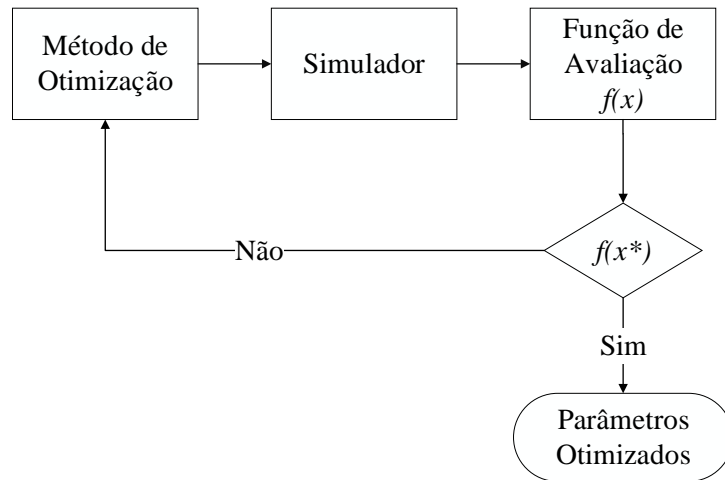 Método de
Otimização
Simulador
Função de
Avaliação
f(x)
f(x*)
Não
Sim
Parâmetros
Otimizados